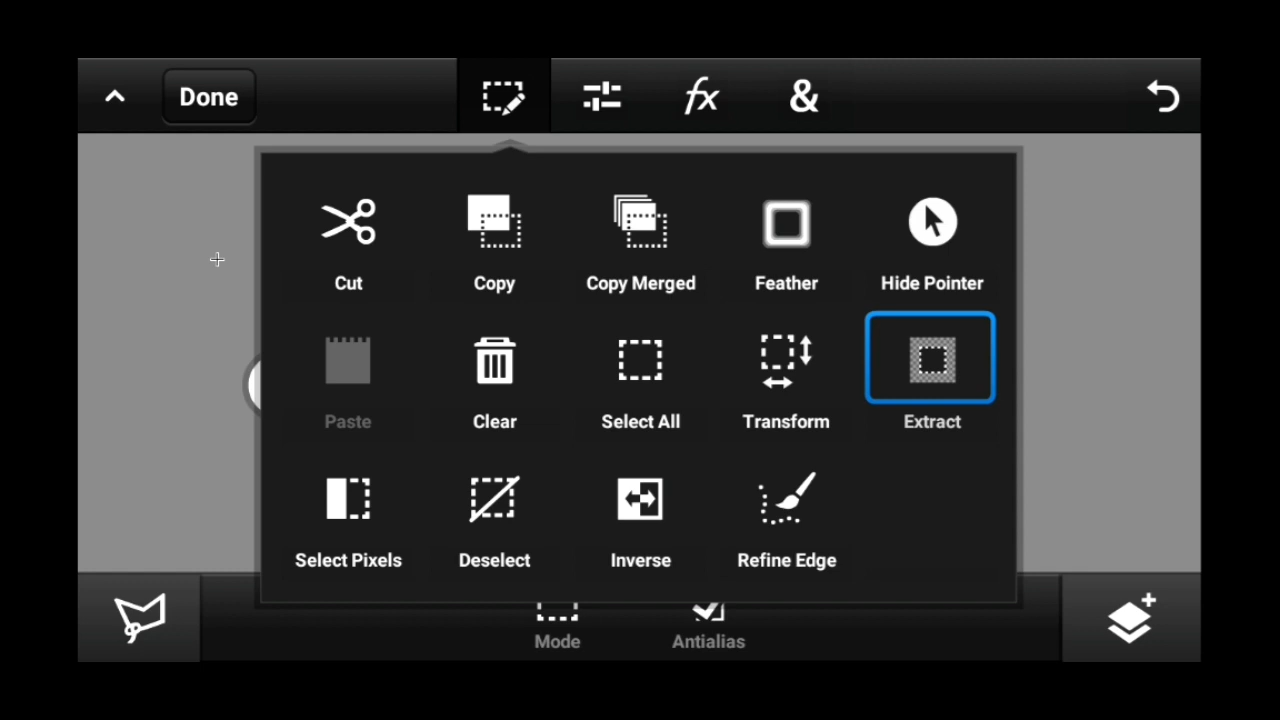 Done fx &
Cut Copy Copy Merged Feather Hide Pointer
Paste Clear Select All Transform Extract
Select Pixels Deselect Inverse Refine Edge
Mode Antialias